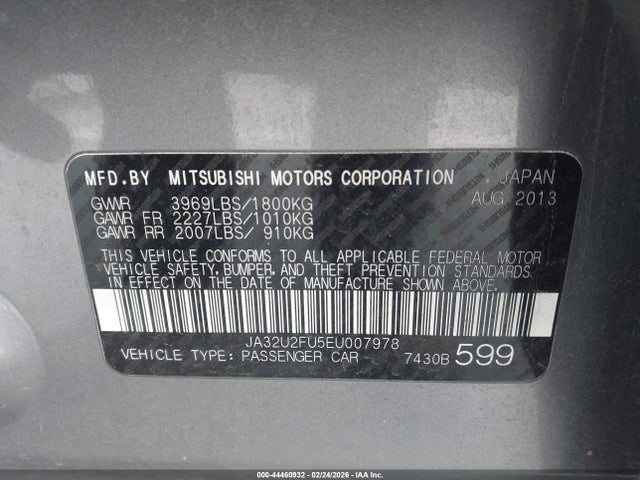 MFD.BY MITSUBISHI MOTORS CORPORATION JAPAN
GWVR 3969LBS/1800KG AUG 2013
GAWR FR 2227LBS/1010KG
GAWR RR 2007LBS/ 910KG
THIS VEHICLE CONFORMS TO ALL APPLICABLE FEDERAL MOTOR
VEHICLE SAFETY, BUMPER, AND THEFT PREVENTION STANDARDS
IN EFFECT ON THE DATE OF MANUFACTURE SHOWN ABOVE.
JA32U2FU5EU007978
VEHICLE TYPE: PASSENGER CAR 7430B 599
000-44460932 - 02/24/2026 - IAA Inc.